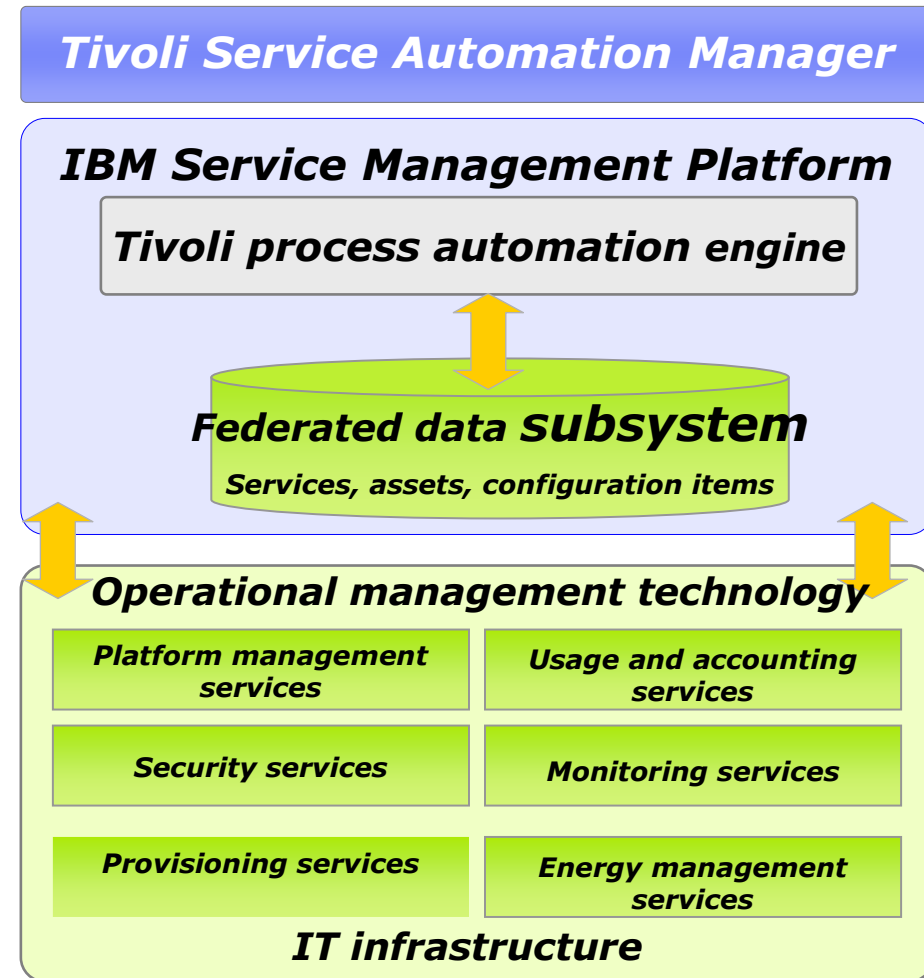 Tivoli Service Automation Manager
IBM Service Management Platform
Tivoli process automation engine
Federated data subsystem
Services, assets, configuration items
Operational management technology
Platform management
services
Usage and accounting
services
Security services
Monitoring services
Provisioning services
Energy management
services
IT infrastructure